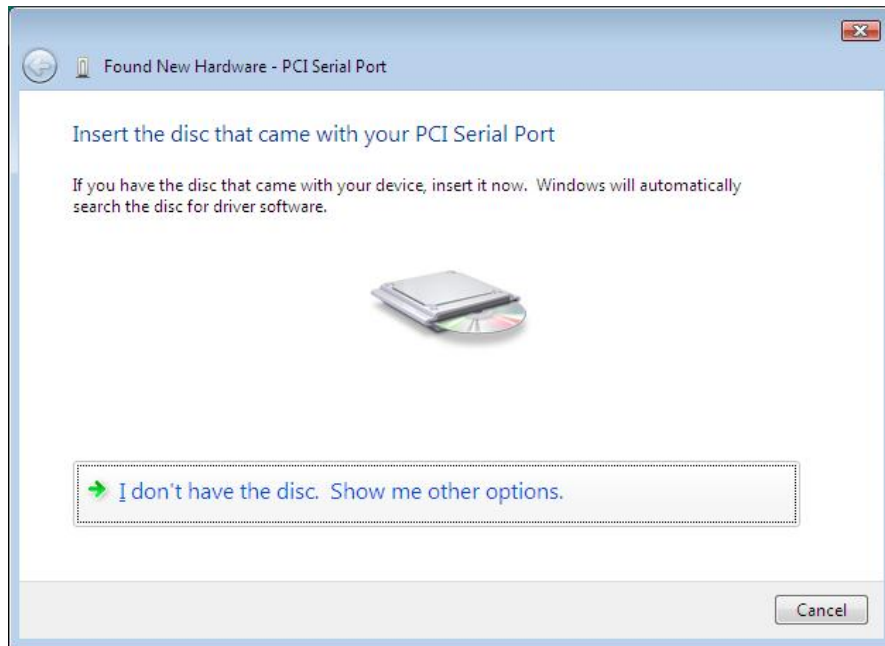 Found New Hardware - PCI Serial Port
Insert the disc that came with your PCI Serial Port
If you have the disc that came with your device, insert it now.  Windows will automatically
search the disc for driver software.
I don't have the disc.  Show me other options.
Cancel